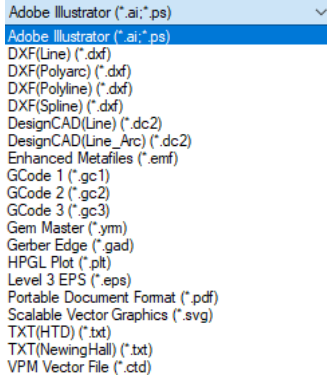 Adobe Illustrator (*.ai;*.ps)
Adobe Illustrator (*.ai;*.ps)
DXF(Line) (*.dxf)
DXF(Polyarc) (*.dxf)
DXF(Polyline) (*.dxf)
DXF(Spline) (*.dxf)
DesignCAD(Line) (*.dc2)
DesignCAD(Line_Arc) (*.dc2)
Enhanced Metafiles (*.emf)
GCode 1 (*.gc1)
GCode 2 (*.gc2)
GCode 3 (*.gc3)
Gem Master (*.yrm)
Gerber Edge (*.gad)
HPGL Plot (*.plt)
Level 3 EPS (*.eps)
Portable Document Format (*.pdf)
Scalable Vector Graphics (*.svg)
TXT(HTD) (*.txt)
TXT(NewingHall) (*.txt)
VPM Vector File (*.ctd)